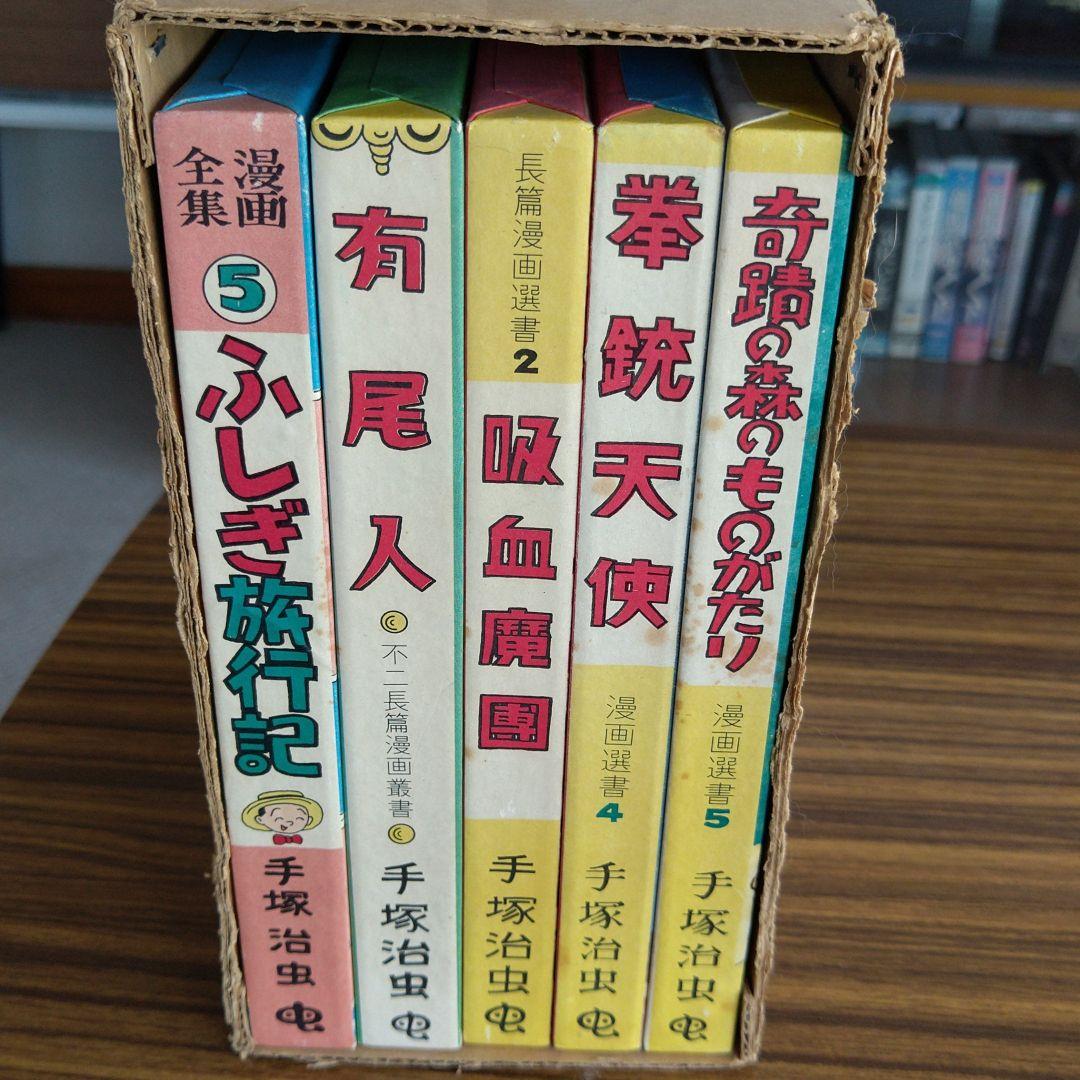 漫画
全集
5
ふしぎ
旅行記
手塚治虫
有尾人
不二長篇漫画叢書
手塚治虫
長篇漫画選書2
吸血魔團
手塚治虫
拳銃天使
漫画選書4
手塚治虫
奇蹟の森のものがたり
漫画選書5
手塚治虫